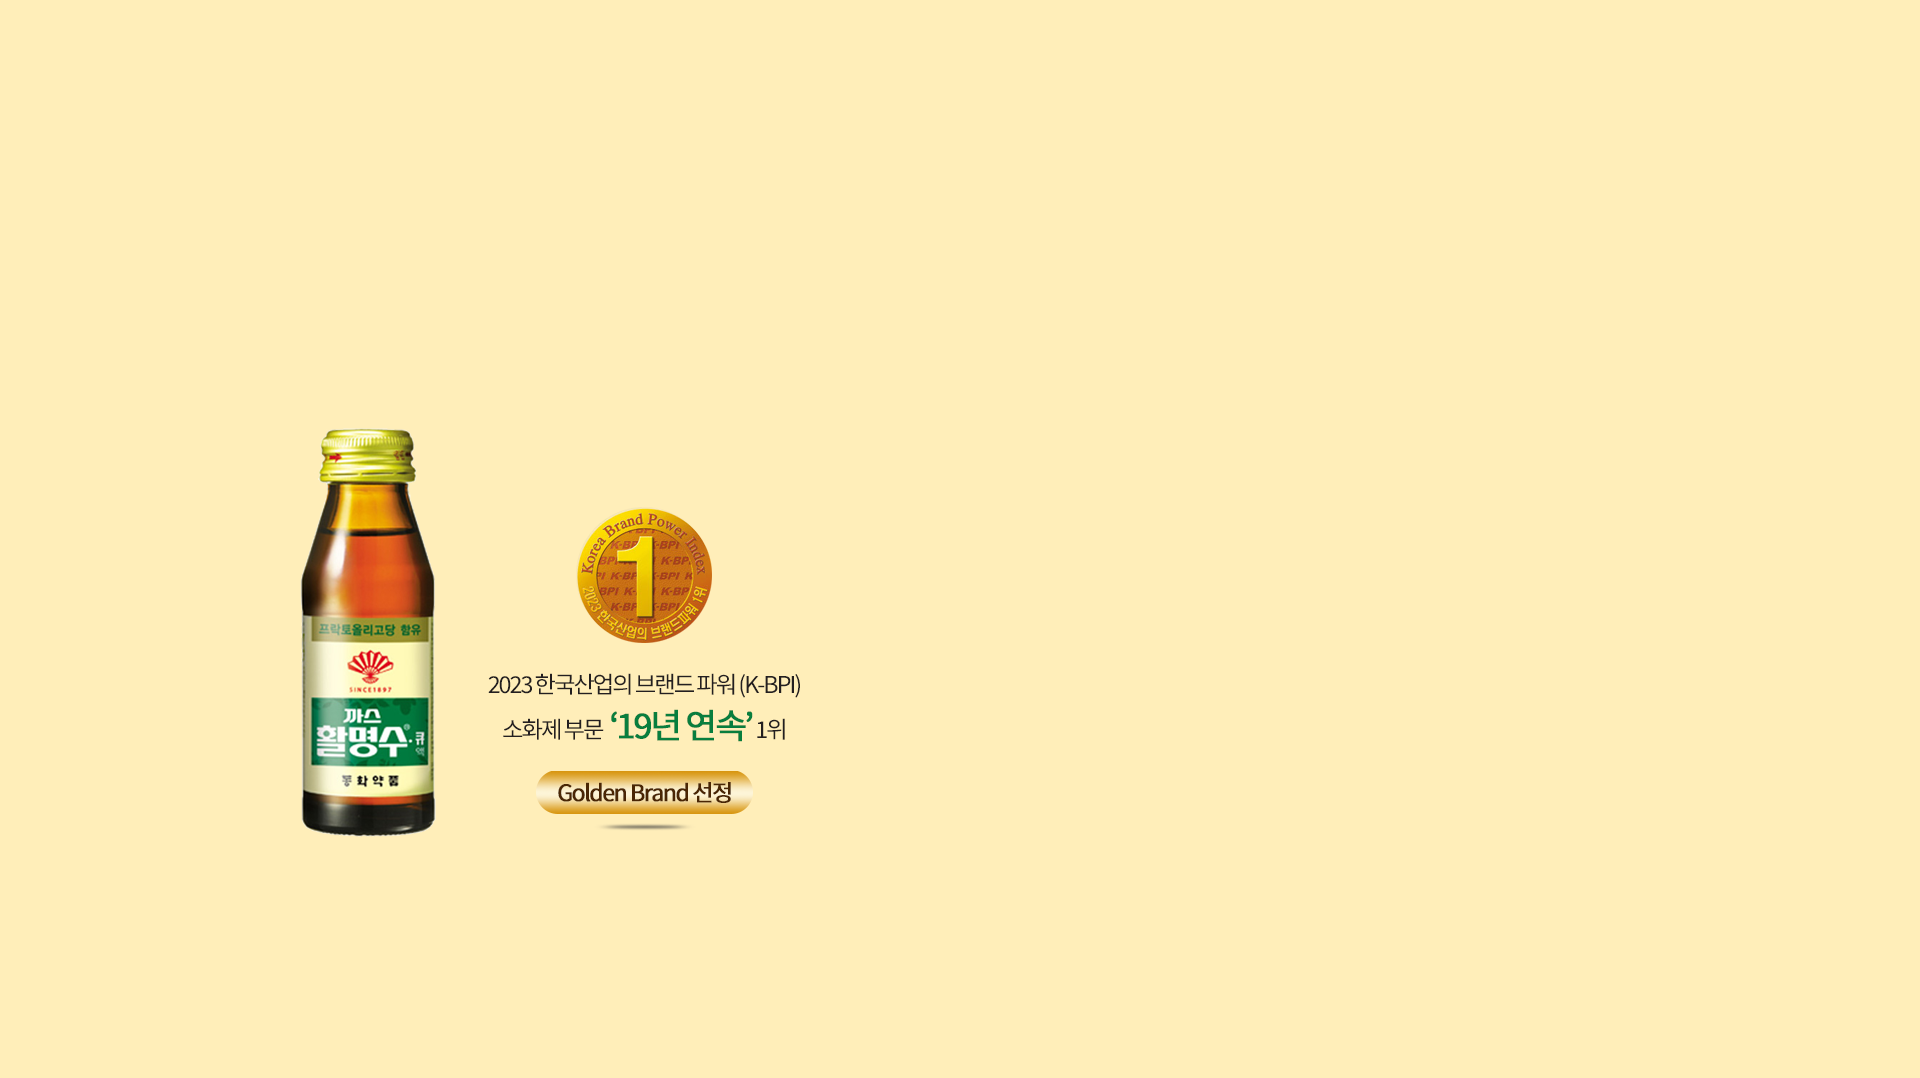 프락토올리고당 함유
SINCE1897
까스
활명수·큐
액
동화약품
Korea Brand Power Index
K-BPI
1
2023 한국산업의 브랜드파워 1위
2023 한국산업의 브랜드 파워 (K-BPI)
소화제 부문 ‘19년 연속’ 1위
Golden Brand 선정